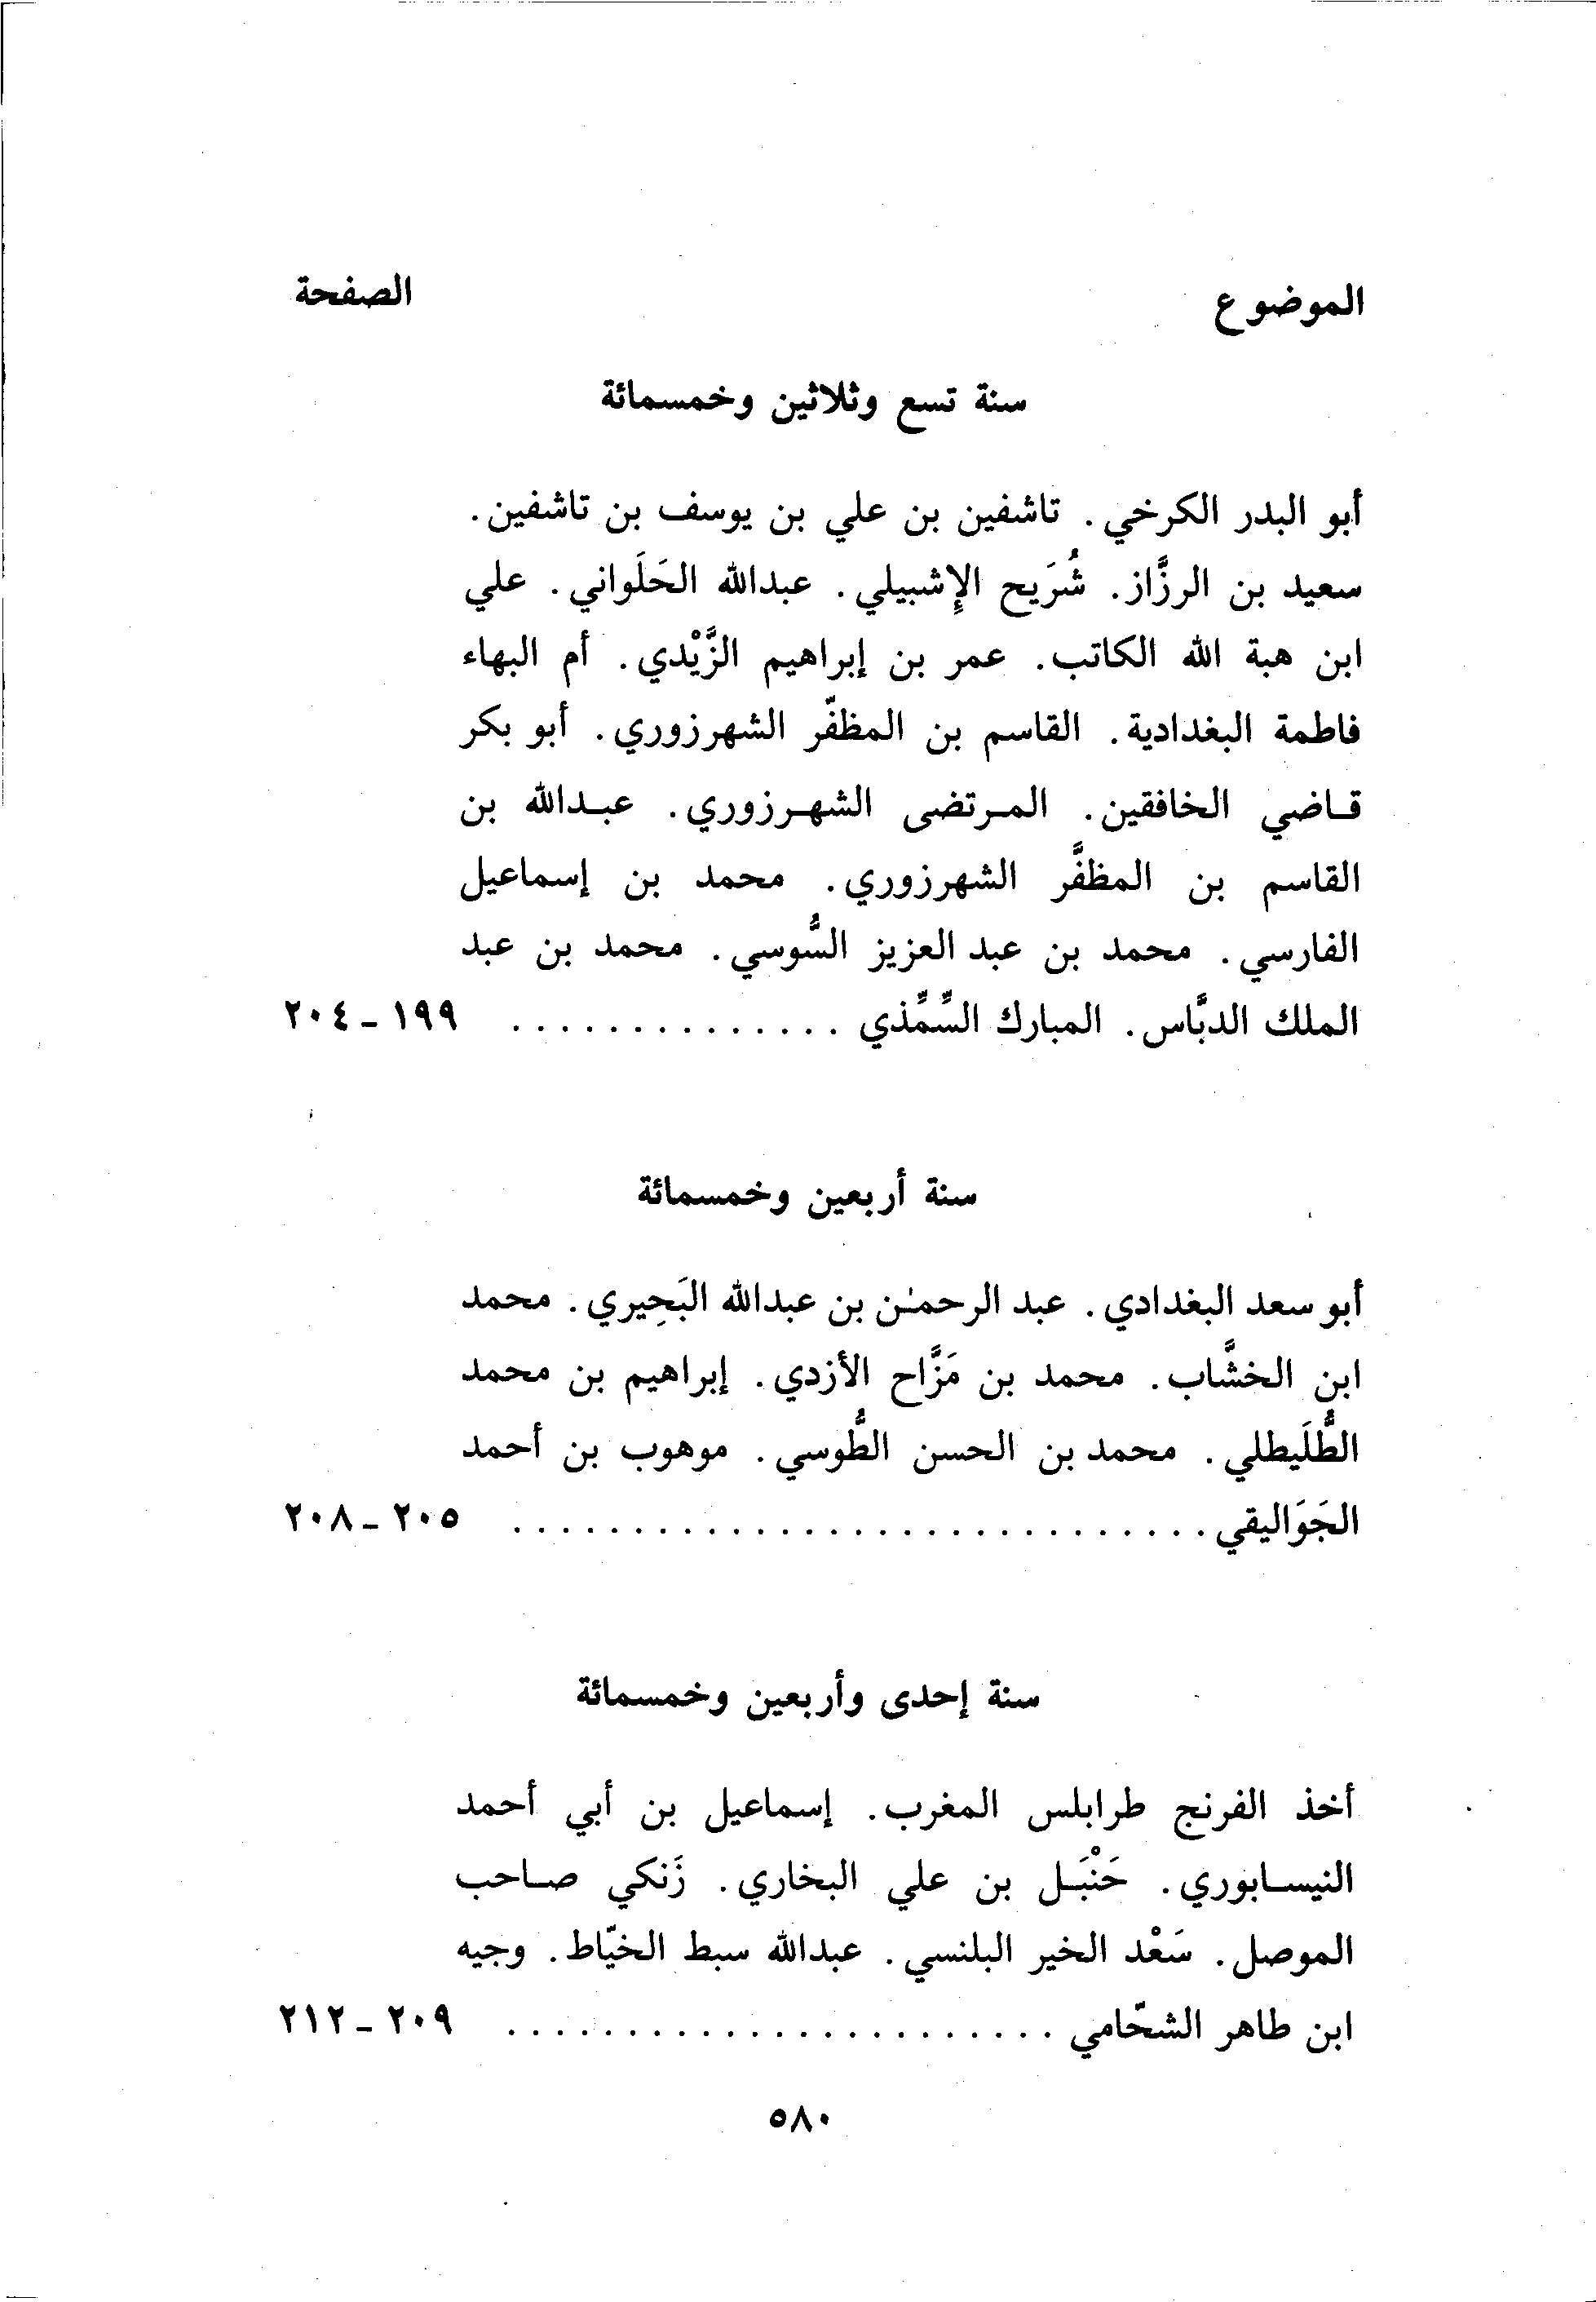 الموضوع الصفحة
سنة تسع وثلاثين وخمسمائة
أبو البدر الكرخي. تاشفين بن علي بن يوسف بن تاشفين.
سعيد بن الرزَّاز. شُرَيح الإِشبيلي. عبدالله الحَلَواني. علي
ابن هبة الله الكاتب. عمر بن إبراهيم الزَّيْدي. أم البهاء
فاطمة البغدادية. القاسم بن المظفّر الشهرزوري. أبو بكر
قاضي الخافقين. المرتضى الشهرزوري. عبدالله بن
القاسم بن المظفَّر الشهرزوري. محمد بن إسماعيل
الفارسي. محمد بن عبد العزيز السُّوسي. محمد بن عبد
الملك الدبَّاس. المبارك السِّمِّذي .............. ١٩٩ - ٢٠٤
سنة أربعين وخمسمائة
أبو سعد البغدادي. عبد الرحمٰن بن عبدالله البَحِيري. محمد
ابن الخشَّاب. محمد بن مَزَّاح الأزدي. إبراهيم بن محمد
الطُّلَيطلي. محمد بن الحسن الطُّوسي. موهوب بن أحمد
الجَوَاليقي ............................. ٢٠٥ - ٢٠٨
سنة إحدى وأربعين وخمسمائة
أخذ الفرنج طرابلس المغرب. إسماعيل بن أبي أحمد
النيسابوري. حَنْبَل بن علي البخاري. زَنكي صاحب
الموصل. سَعْد الخير البلنسي. عبدالله سبط الخيّاط. وجيه
ابن طاهر الشحّامي ....................... ٢٠٩ - ٢١٢
٥٨٠